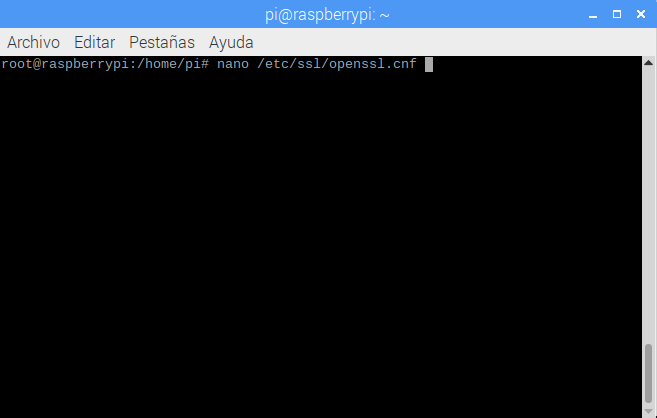 pi@raspberrypi: ~
Archivo Editar Pestañas Ayuda
root@raspberrypi:/home/pi# nano /etc/ssl/openssl.cnf